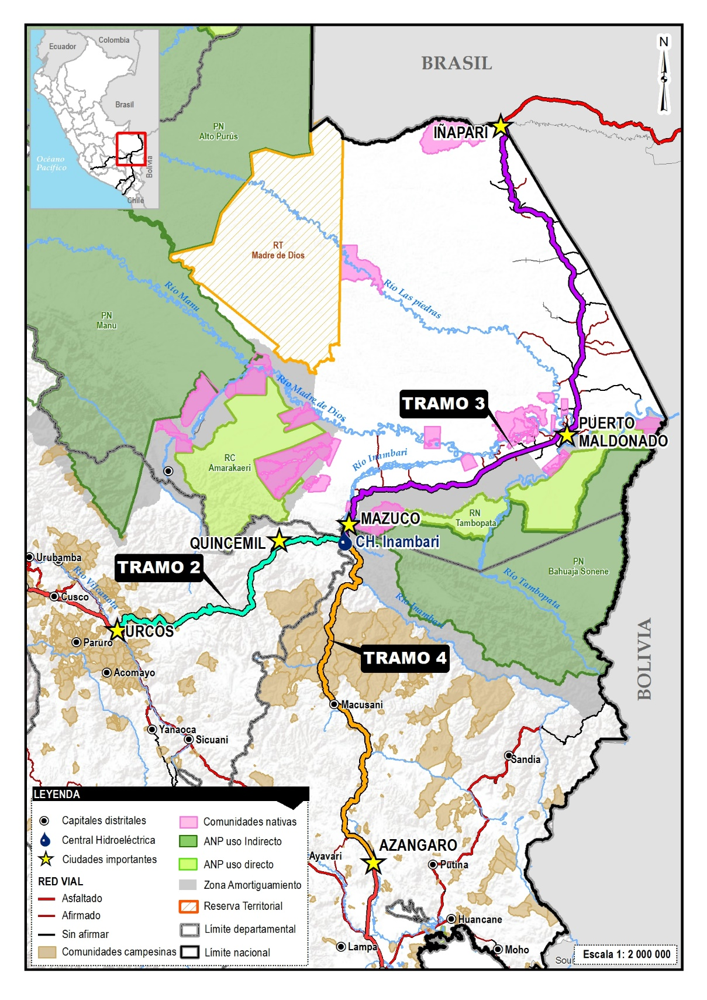 Ecuador
Colombia
Brasil
Océano
Pacífico
Bolivia
Chile
BRASIL
N
PN
Alto Purús
IÑAPARI
RT
Madre de Dios
Río Manu
Río Las piedras
PN
Manu
Río Madre de Dios
TRAMO 3
PUERTO
MALDONADO
RC
Amarakaeri
Río Inambari
RN
Tambopata
MAZUCO
QUINCEMIL
CH. Inambari
TRAMO 2
Urubamba
Río Vilcanota
Cusco
PN
Bahuaja Sonene
Río Tambopata
Río Inambari
URCOS
Paruro
Acomayo
TRAMO 4
BOLIVIA
Macusani
Yanaoca
Sicuani
Sandia
AZANGARO
Ayavari
Putina
Huancane
Lampa
Moho
Sou
Escala 1: 2 000 000
LEYENDA
Capitales distritales
Central Hidroeléctrica
Ciudades importantes
RED VIAL
Asfaltado
Afirmado
Sin afirmar
Comunidades campesinas
Comunidades nativas
ANP uso Indirecto
ANP uso directo
Zona Amortiguamiento
Reserva Territorial
Límite departamental
Límite nacional